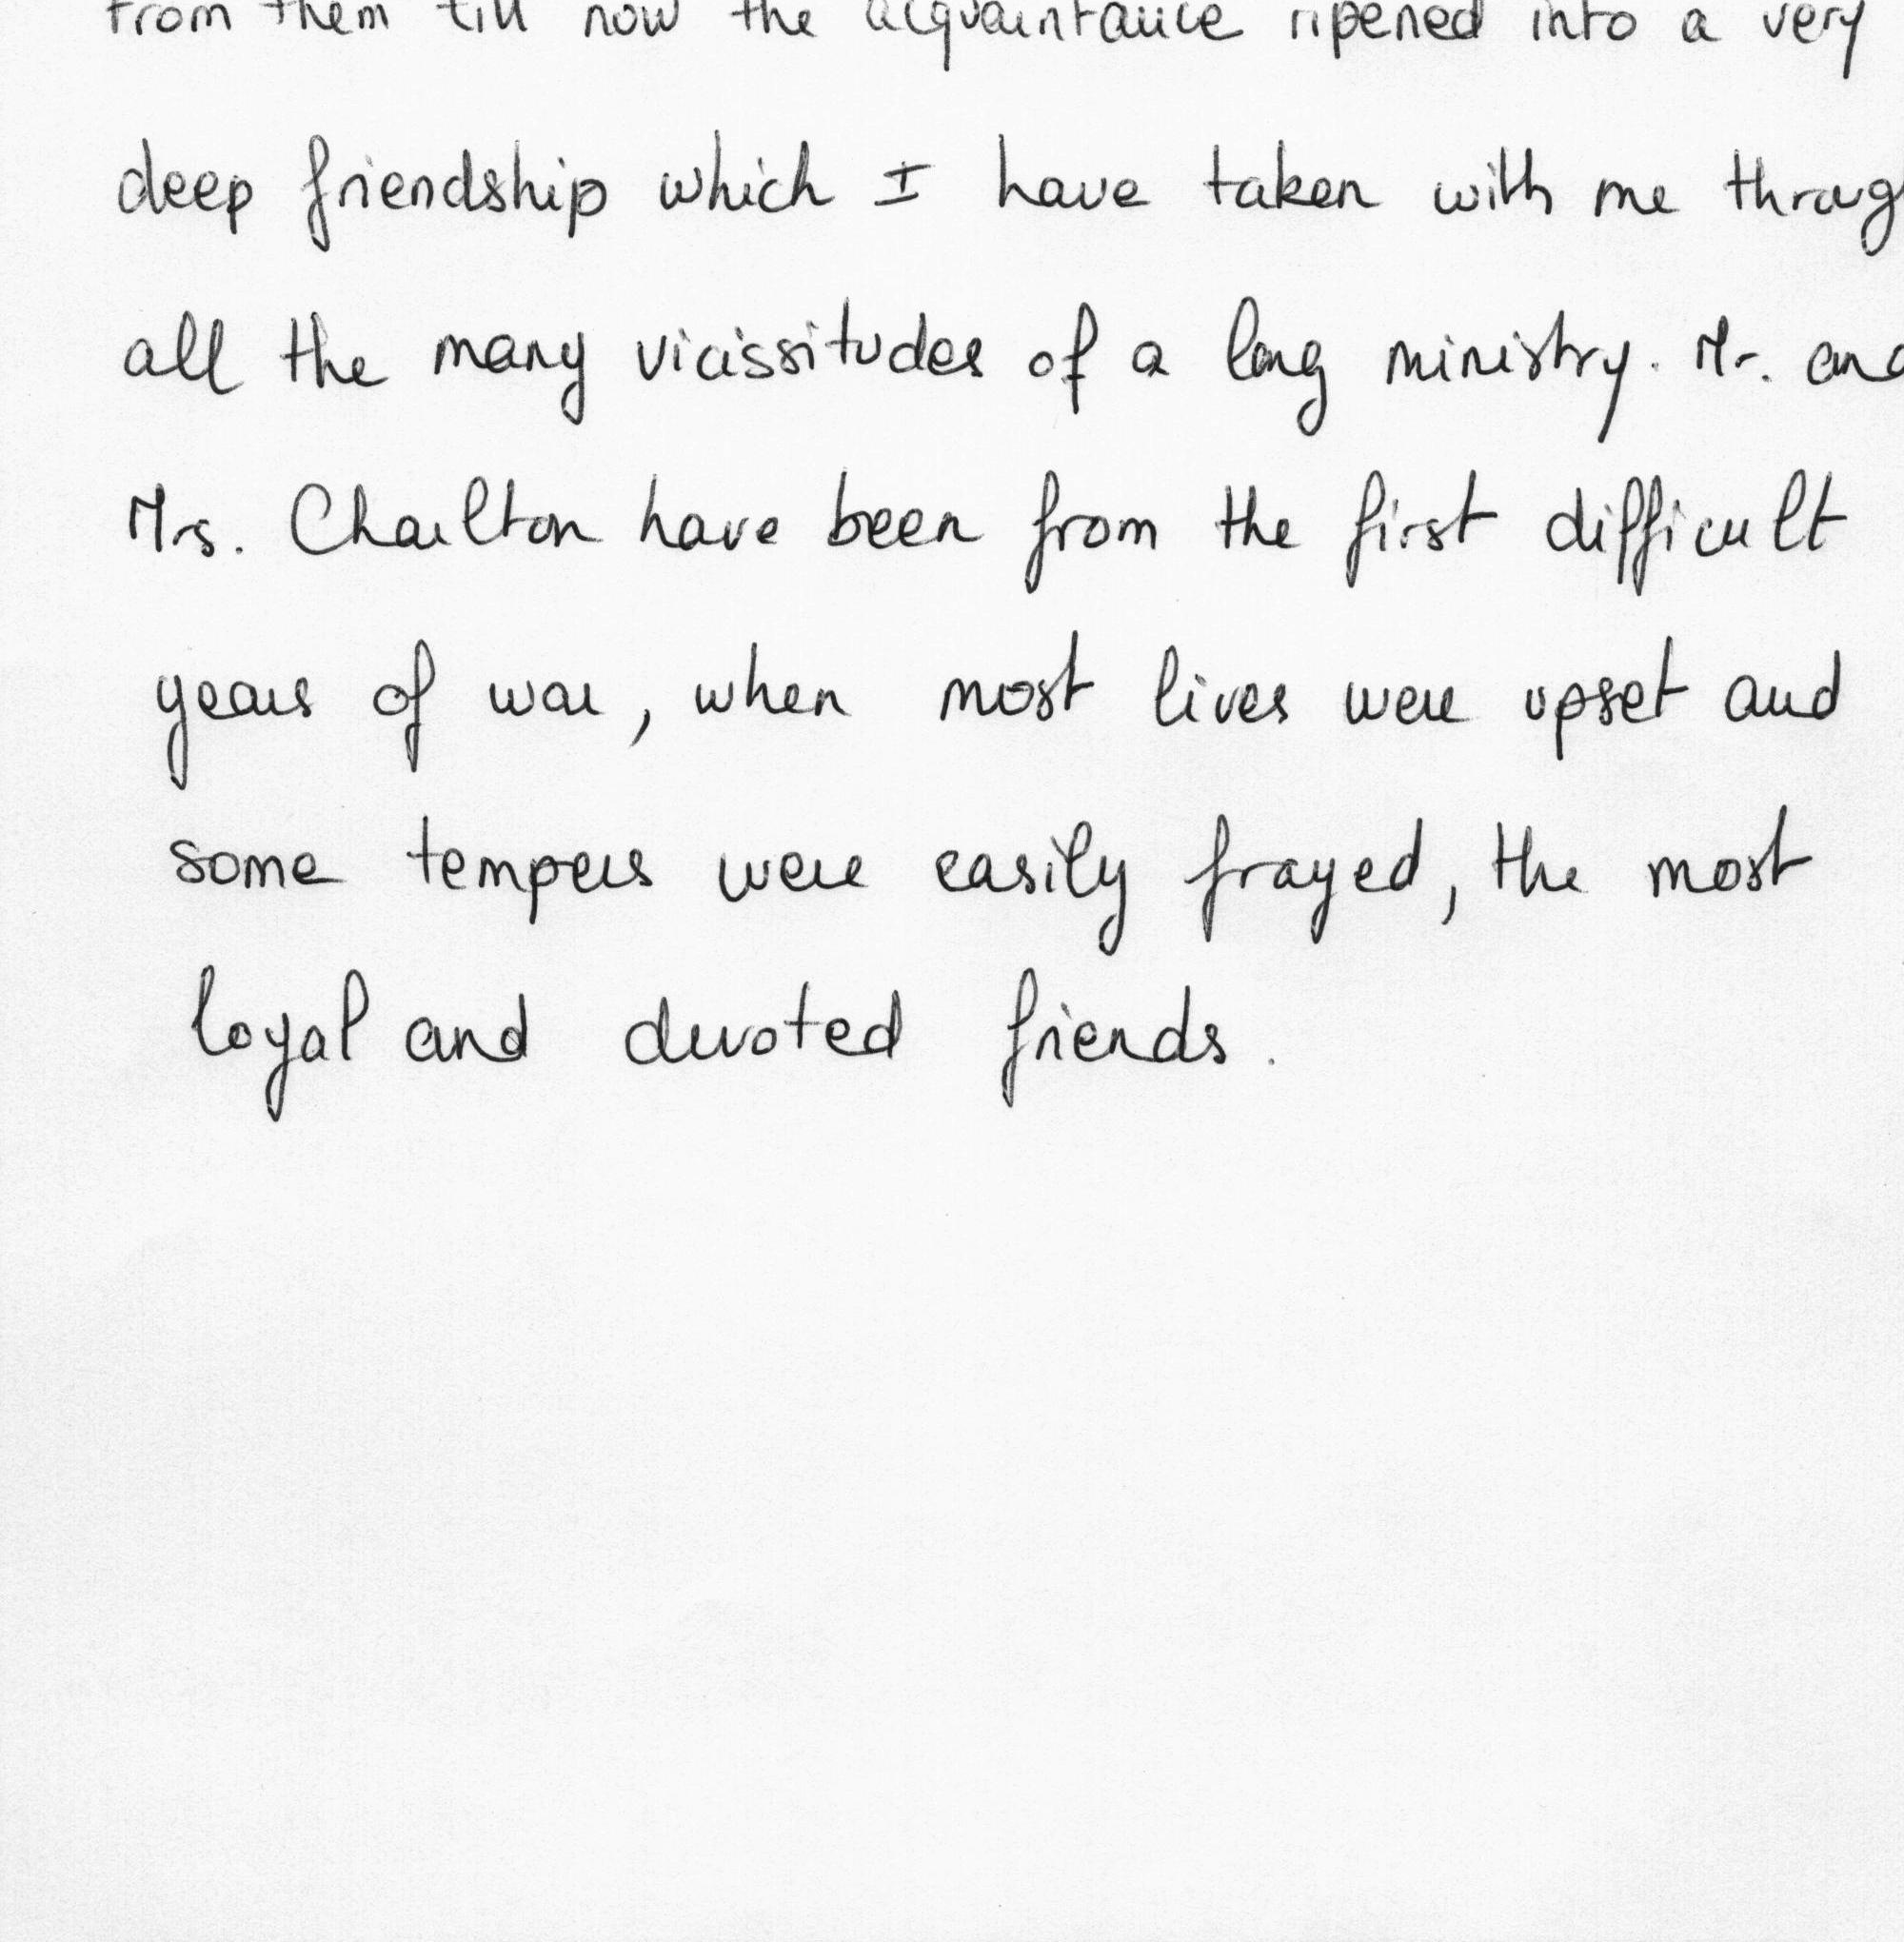 From them till now the acquaintance ripened into a very
deep friendship which I have taken with me throug
all the many vicissitudes of a long ministry. Mr. and
Mrs. Charlton have been from the first difficult
years of war, when most lives were upset and
some tempers were easily frayed, the most
loyal and devoted friends.